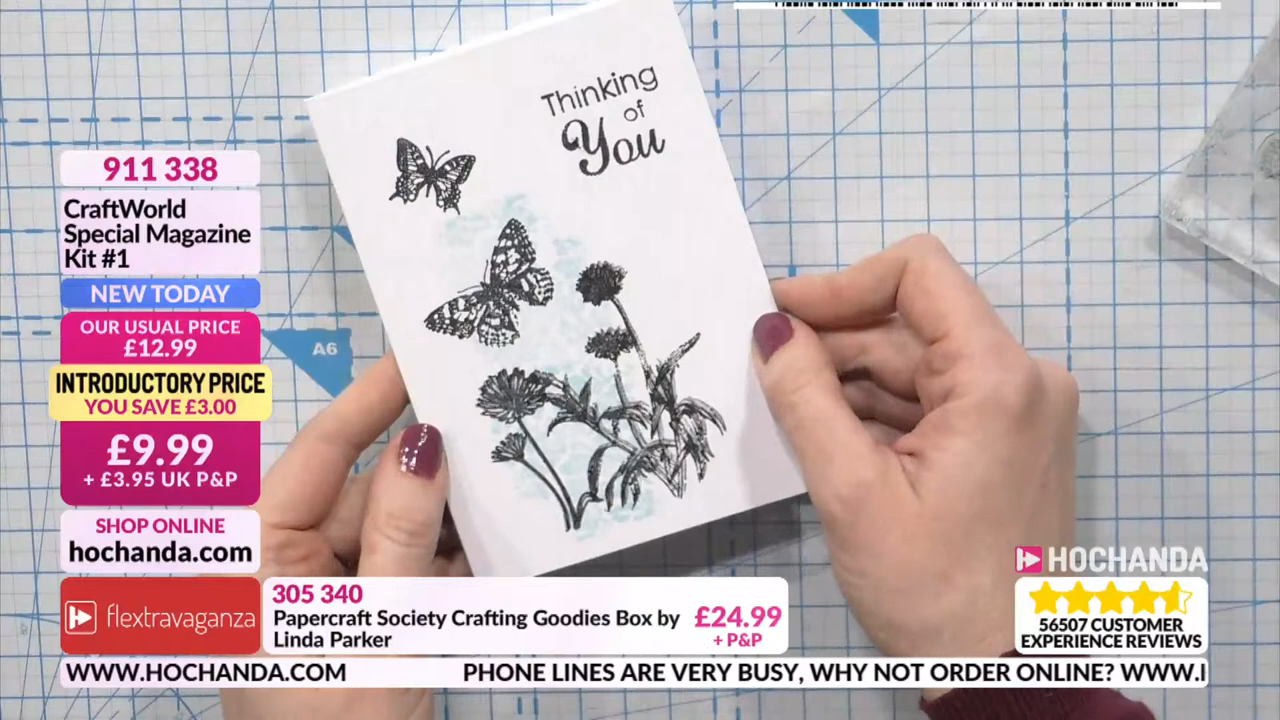 Thinking
of
You
A6
911 338
CraftWorld
Special Magazine
Kit #1
NEW TODAY
OUR USUAL PRICE
£12.99
INTRODUCTORY PRICE
YOU SAVE £3.00
£9.99
+ £3.95 UK P&P
SHOP ONLINE
hochanda.com
flextravaganza
305 340
Papercraft Society Crafting Goodies Box by
Linda Parker
£24.99
+ P&P
HOCHANDA
56507 CUSTOMER
EXPERIENCE REVIEWS
WWW.HOCHANDA.COM
PHONE LINES ARE VERY BUSY, WHY NOT ORDER ONLINE? WWW.